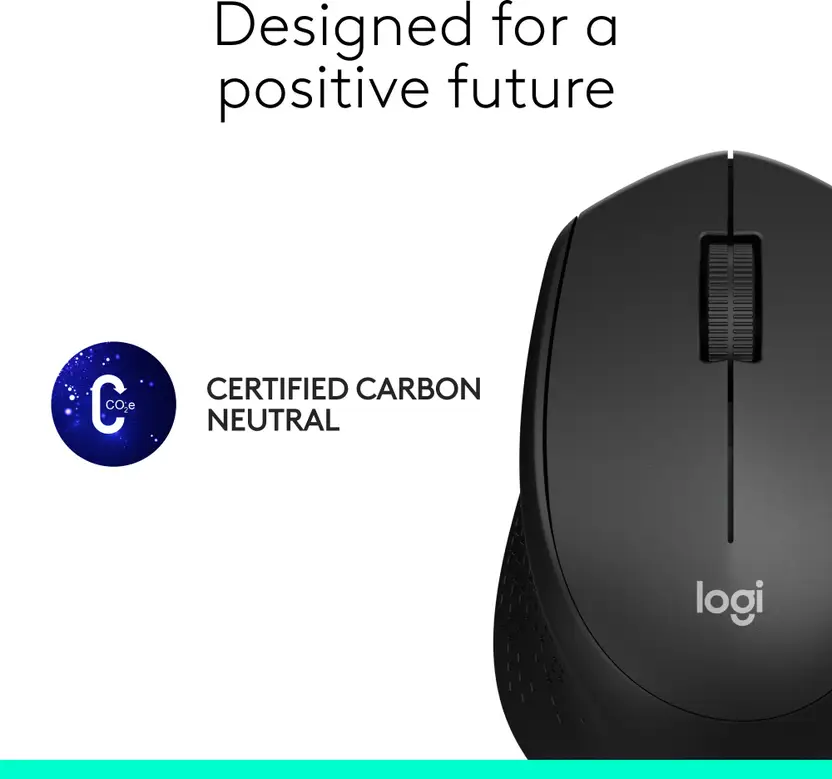 Designed for a
positive future
CO₂e
CERTIFIED CARBON
NEUTRAL
logi